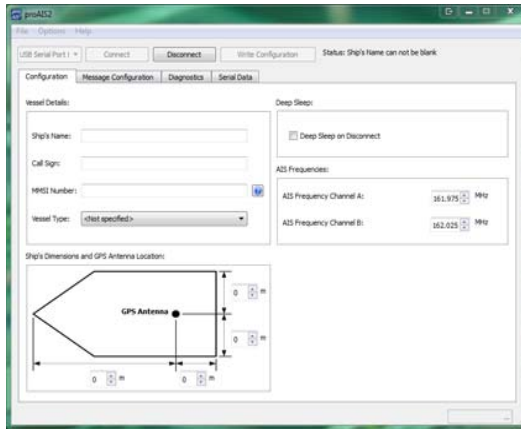 proAIS2
File Options Help
USB Serial Port ( Connect Disconnect Write Configuration Status: Ship's Name can not be blank
Configuration Message Configuration Diagnostics Serial Data
Vessel Details:
Ship's Name:
Call Sign:
MMSI Number:
Vessel Type: <Not specified>
Deep Sleep:
Deep Sleep on Disconnect
AIS Frequencies:
AIS Frequency Channel A: 161.975 MHz
AIS Frequency Channel B: 162.025 MHz
Ship's Dimensions and GPS Antenna Location:
0 m
GPS Antenna
0 m
0 m 0 m
...